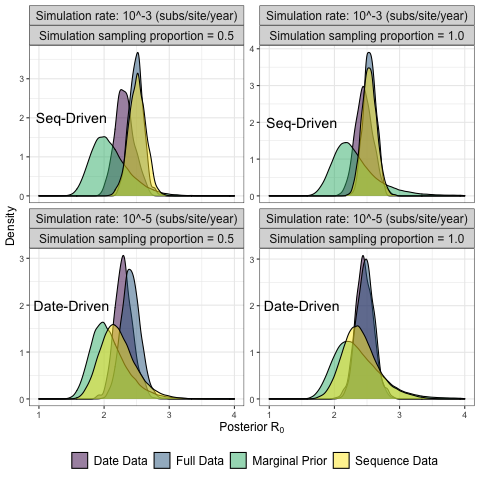 Simulation rate: 10^-3 (subs/site/year)
Simulation sampling proportion = 0.5
Simulation rate: 10^-3 (subs/site/year)
Simulation sampling proportion = 1.0
3
2
1
0
Seq-Driven
4
3
2
1
0
Seq-Driven
Density
Simulation rate: 10^-5 (subs/site/year)
Simulation sampling proportion = 0.5
Simulation rate: 10^-5 (subs/site/year)
Simulation sampling proportion = 1.0
3
2
1
0
Date-Driven
3
2
1
0
Date-Driven
1 2 3 4
1 2 3 4
Posterior R₀
Date Data Full Data Marginal Prior Sequence Data